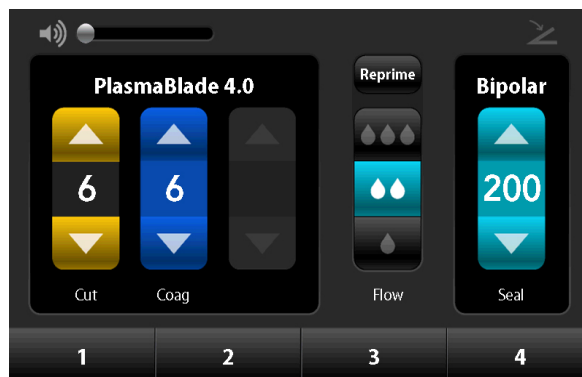 Reprime
PlasmaBlade 4.0
Bipolar
6
6
200
Cut
Coag
Flow
Seal
1
2
3
4